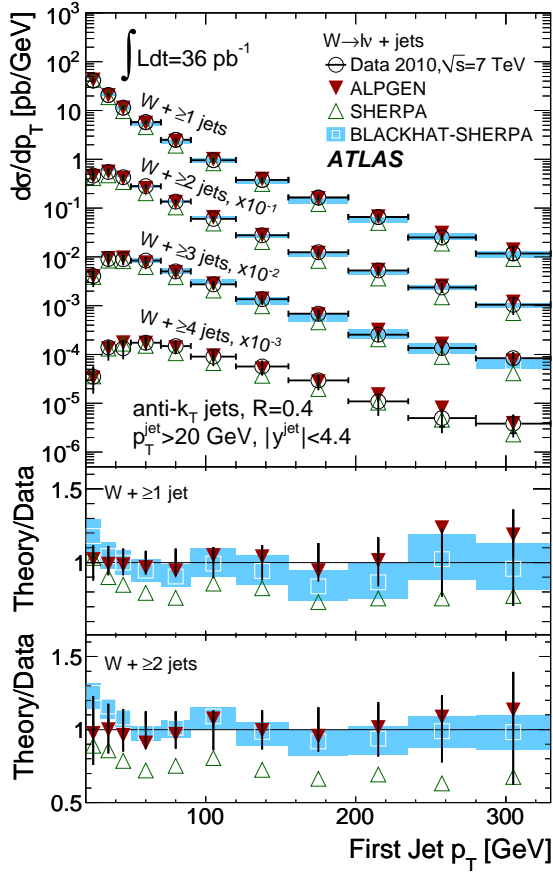 dσ/dp_T [pb/GeV]
10³
10²
10
1
10⁻¹
10⁻²
10⁻³
10⁻⁴
10⁻⁵
10⁻⁶
∫Ldt=36 pb⁻¹
W→lν + jets
Data 2010,√s=7 TeV
ALPGEN
SHERPA
BLACKHAT-SHERPA
ATLAS
W + ≥1 jets
W + ≥2 jets, x10⁻¹
W + ≥3 jets, x10⁻²
W + ≥4 jets, x10⁻³
anti-k_T jets, R=0.4
p_T^jet>20 GeV, |y^jet|<4.4
Theory/Data
1.5
1
W + ≥1 jet
Theory/Data
1.5
1
0.5
W + ≥2 jets
100
200
300
First Jet p_T [GeV]